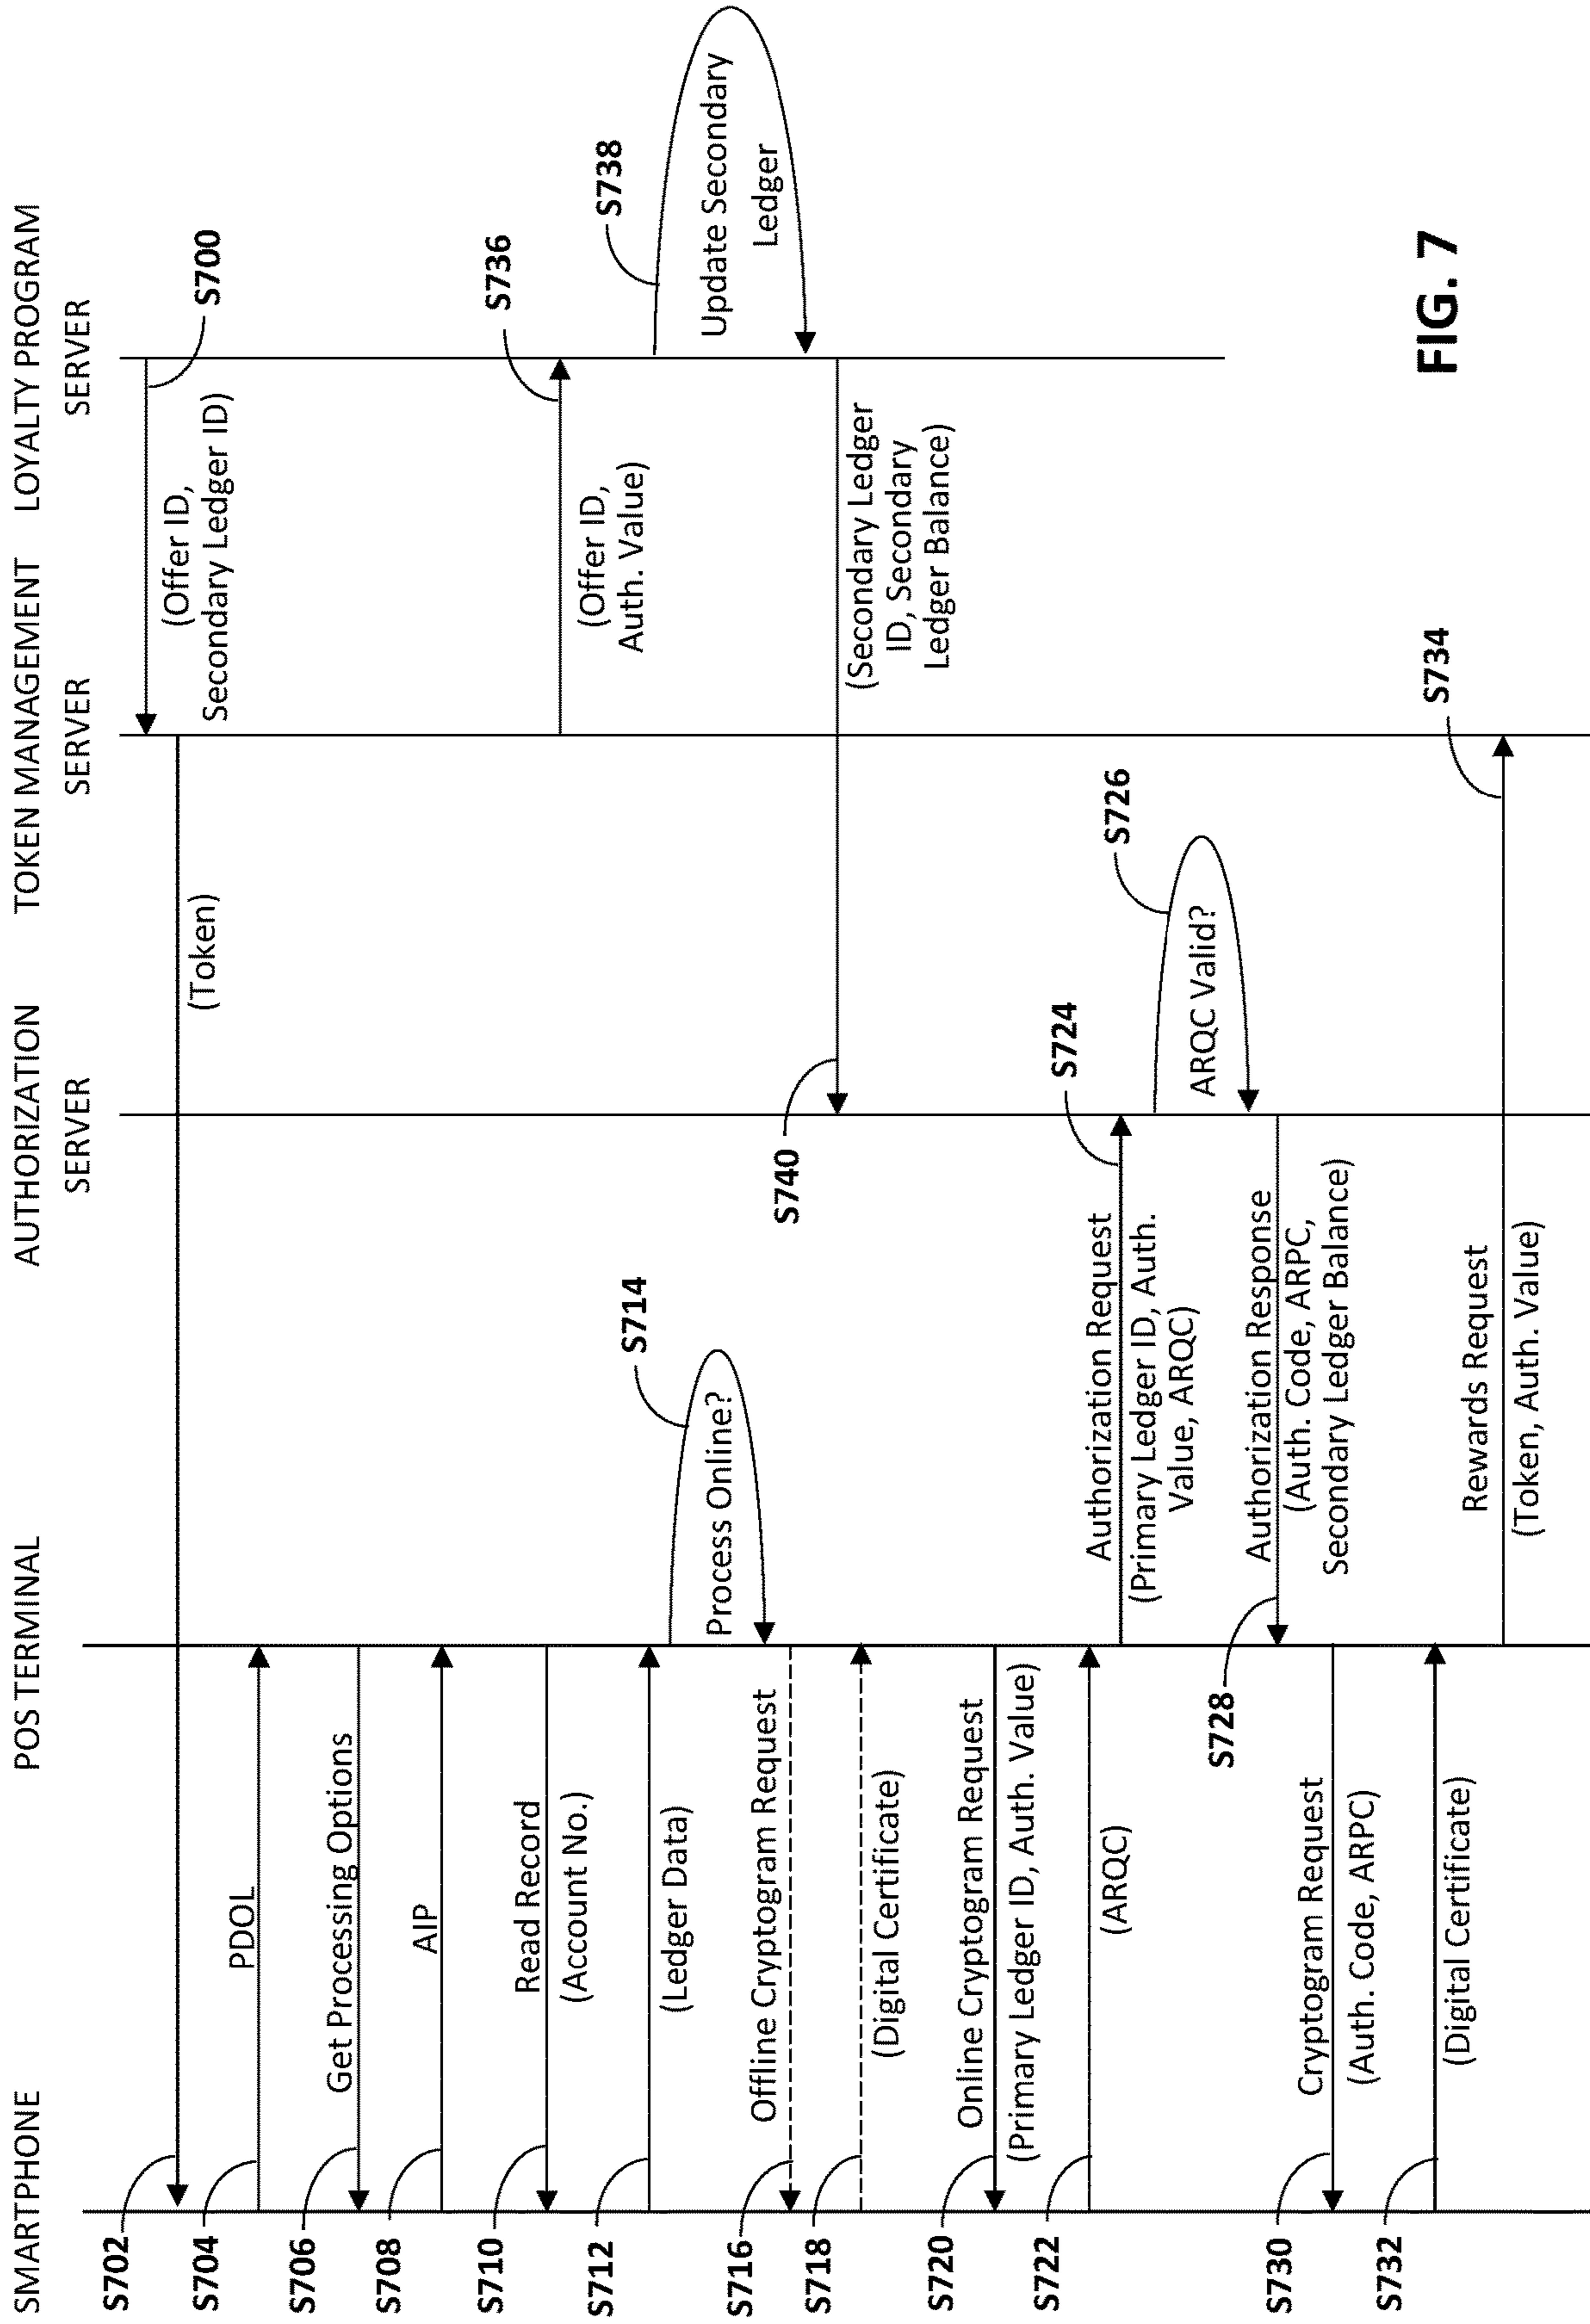 SMARTPHONE
POS TERMINAL
AUTHORIZATION
SERVER
TOKEN MANAGEMENT
SERVER
LOYALTY PROGRAM
SERVER
S700
(Offer ID,
Secondary Ledger ID)
S702
(Token)
S704
PDOL
S706
Get Processing Options
S708
AIP
S710
Read Record
(Account No.)
S712
(Ledger Data)
S714
Process Online?
S716
Offline Cryptogram Request
S718
(Digital Certificate)
S720
Online Cryptogram Request
(Primary Ledger ID, Auth. Value)
S722
(ARQC)
S724
Authorization Request
(Primary Ledger ID, Auth.
Value, ARQC)
S726
ARQC Valid?
S728
Authorization Response
(Auth. Code, ARPC,
Secondary Ledger Balance)
S730
Cryptogram Request
(Auth. Code, ARPC)
S732
(Digital Certificate)
S734
Rewards Request
(Token, Auth. Value)
S736
(Offer ID,
Auth. Value)
S738
Update Secondary
Ledger
S740
(Secondary Ledger
ID, Secondary
Ledger Balance)
FIG. 7